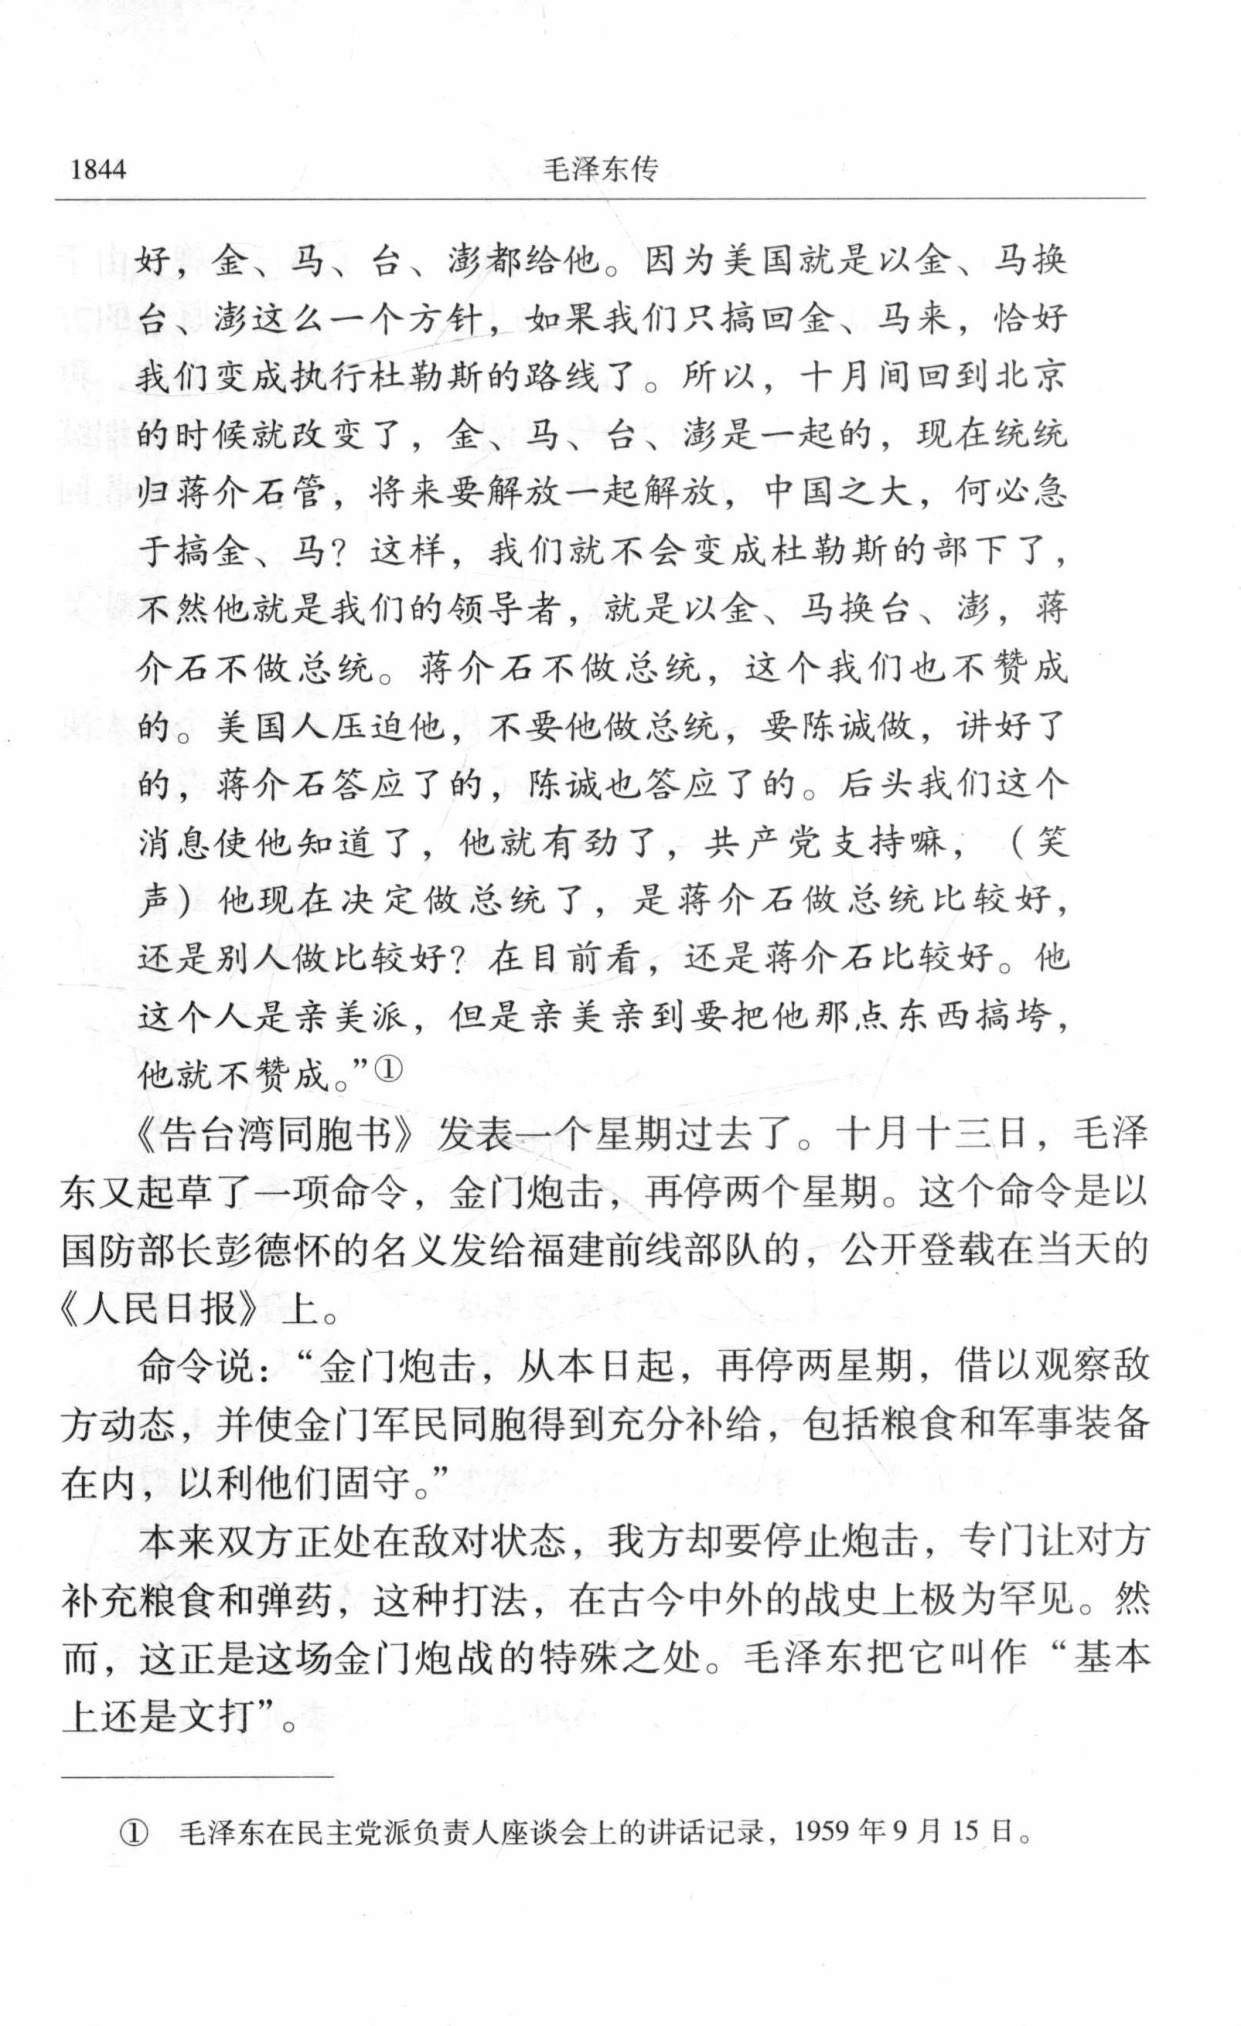 1844
毛泽东传
好，金、马、台、澎都给他。因为美国就是以金、马换
台、澎这么一个方针，如果我们只搞回金、马来，恰好
我们变成执行杜勒斯的路线了。所以，十月间回到北京
的时候就改变了，金、马、台、澎是一起的，现在统统
归蒋介石管，将来要解放一起解放，中国之大，何必急
于搞金、马？这样，我们就不会变成杜勒斯的部下了，
不然他就是我们的领导者，就是以金、马换台、澎，蒋
介石不做总统。蒋介石不做总统，这个我们也不赞成
的。美国人压迫他，不要他做总统，要陈诚做，讲好了
的，蒋介石答应了的，陈诚也答应了的。后头我们这个
消息使他知道了，他就有劲了，共产党支持嘛，（笑
声）他现在决定做总统了，是蒋介石做总统比较好，
还是别人做比较好？在目前看，还是蒋介石比较好。他
这个人是亲美派，但是亲美亲到要把他那点东西搞垮，
他就不赞成。”①
《告台湾同胞书》发表一个星期过去了。十月十三日，毛泽
东又起草了一项命令，金门炮击，再停两个星期。这个命令是以
国防部长彭德怀的名义发给福建前线部队的，公开登载在当天的
《人民日报》上。
命令说：“金门炮击，从本日起，再停两星期，借以观察敌
方动态，并使金门军民同胞得到充分补给，包括粮食和军事装备
在内，以利他们固守。”
本来双方正处在敌对状态，我方却要停止炮击，专门让对方
补充粮食和弹药，这种打法，在古今中外的战史上极为罕见。然
而，这正是这场金门炮战的特殊之处。毛泽东把它叫作“基本
上还是文打”。
① 毛泽东在民主党派负责人座谈会上的讲话记录，1959年9月15日。